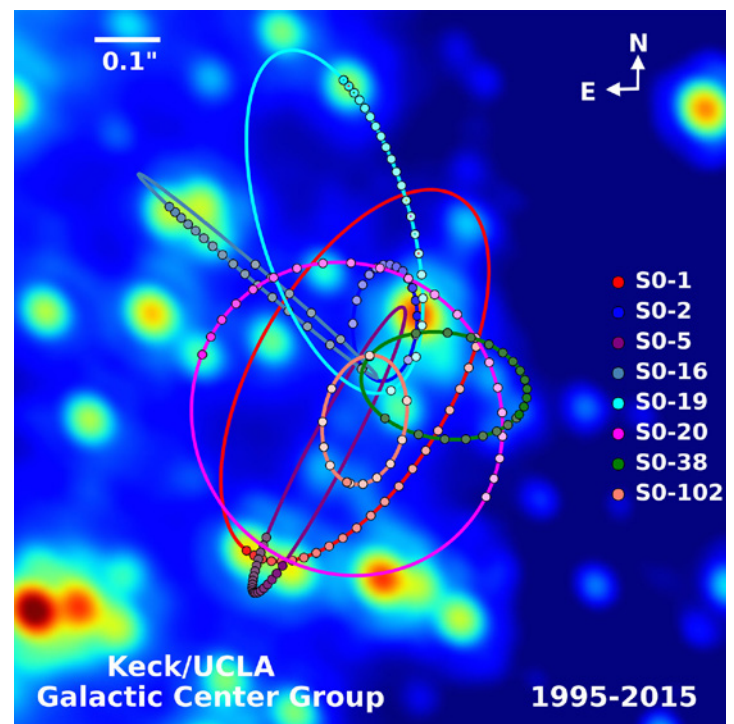 0.1"
N
E
S0-1
S0-2
S0-5
S0-16
S0-19
S0-20
S0-38
S0-102
Keck/UCLA
Galactic Center Group
1995-2015